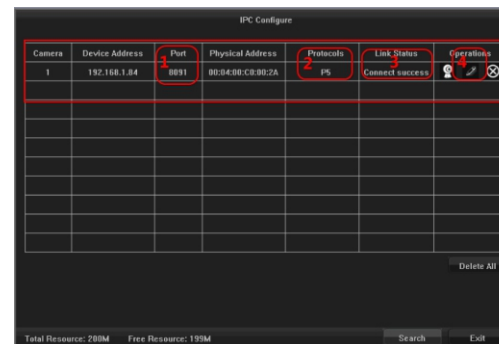 IPC Configure
Camera Device Address Port Physical Address Protocols Link Status Operations
1 2 3 4
1 192.168.1.84 8091 00:04:00:C8:00:2A P5 Connect success
Delete All
Total Resource: 208M Free Resource: 199M Search Exit